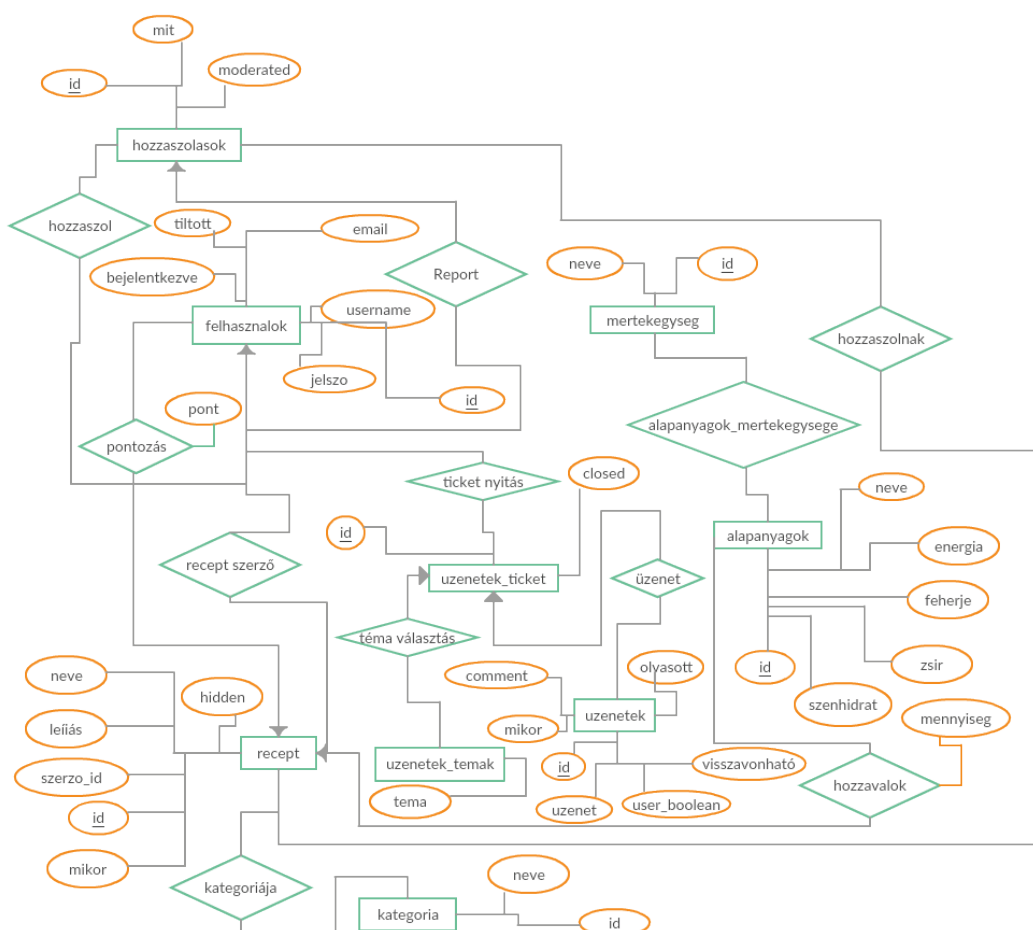 mit
id
moderated
hozzaszolasok
hozzaszol
tiltott
email
bejelentkezve
Report
neve
id
username
felhasznalok
mertekegyseg
hozzaszolnak
jelszo
id
pont
alapanyagok_mertekegysege
pontozás
closed
ticket nyitás
neve
id
alapanyagok
energia
recept szerző
uzenetek_ticket
üzenet
feherje
téma választás
olyasott
zsir
id
neve
comment
hidden
szenhidrat
mennyiseg
leíiás
mikor
uzenetek
recept
uzenetek_temak
id
visszavonható
szerzo_id
hozzavalok
tema
uzenet
user_boolean
id
mikor
kategoriája
neve
kategoria
id